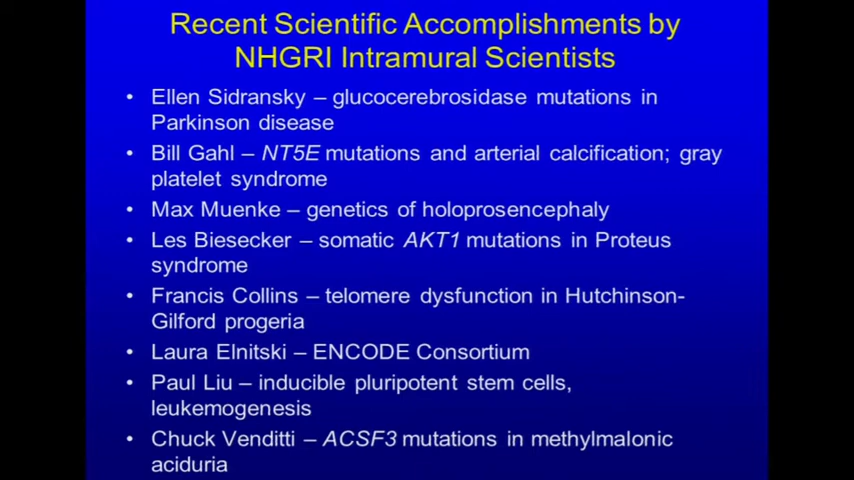 Recent Scientific Accomplishments by
NHGRI Intramural Scientists
• Ellen Sidransky – glucocerebrosidase mutations in
Parkinson disease
• Bill Gahl – NT5E mutations and arterial calcification; gray
platelet syndrome
• Max Muenke – genetics of holoprosencephaly
• Les Biesecker – somatic AKT1 mutations in Proteus
syndrome
• Francis Collins – telomere dysfunction in Hutchinson-
Gilford progeria
• Laura Elnitski – ENCODE Consortium
• Paul Liu – inducible pluripotent stem cells,
leukemogenesis
• Chuck Venditti – ACSF3 mutations in methylmalonic
aciduria